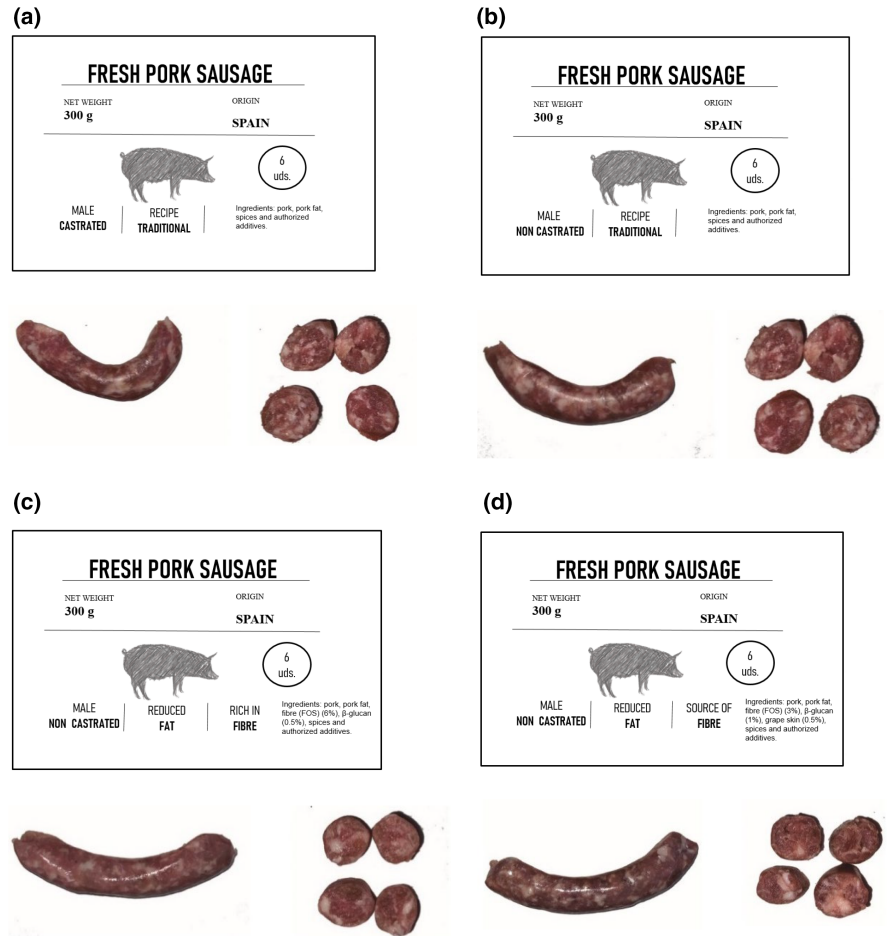 (a)
FRESH PORK SAUSAGE
NET WEIGHT
300 g
ORIGIN
SPAIN
6
uds.
MALE
CASTRATED
RECIPE
TRADITIONAL
Ingredients: pork, pork fat,
spices and authorized
additives.
(b)
FRESH PORK SAUSAGE
NET WEIGHT
300 g
ORIGIN
SPAIN
6
uds.
MALE
NON CASTRATED
RECIPE
TRADITIONAL
Ingredients: pork, pork fat,
spices and authorized
additives.
(c)
FRESH PORK SAUSAGE
NET WEIGHT
300 g
ORIGIN
SPAIN
6
uds.
MALE
NON CASTRATED
REDUCED
FAT
RICH IN
FIBRE
Ingredients: pork, pork fat,
fibre (FOS) (6%), β-glucan
(0.5%), spices and
authorized additives.
(d)
FRESH PORK SAUSAGE
NET WEIGHT
300 g
ORIGIN
SPAIN
6
uds.
MALE
NON CASTRATED
REDUCED
FAT
SOURCE OF
FIBRE
Ingredients: pork, pork fat,
fibre (FOS) (3%), β-glucan
(1%), grape skin (0.5%),
spices and authorized
additives.